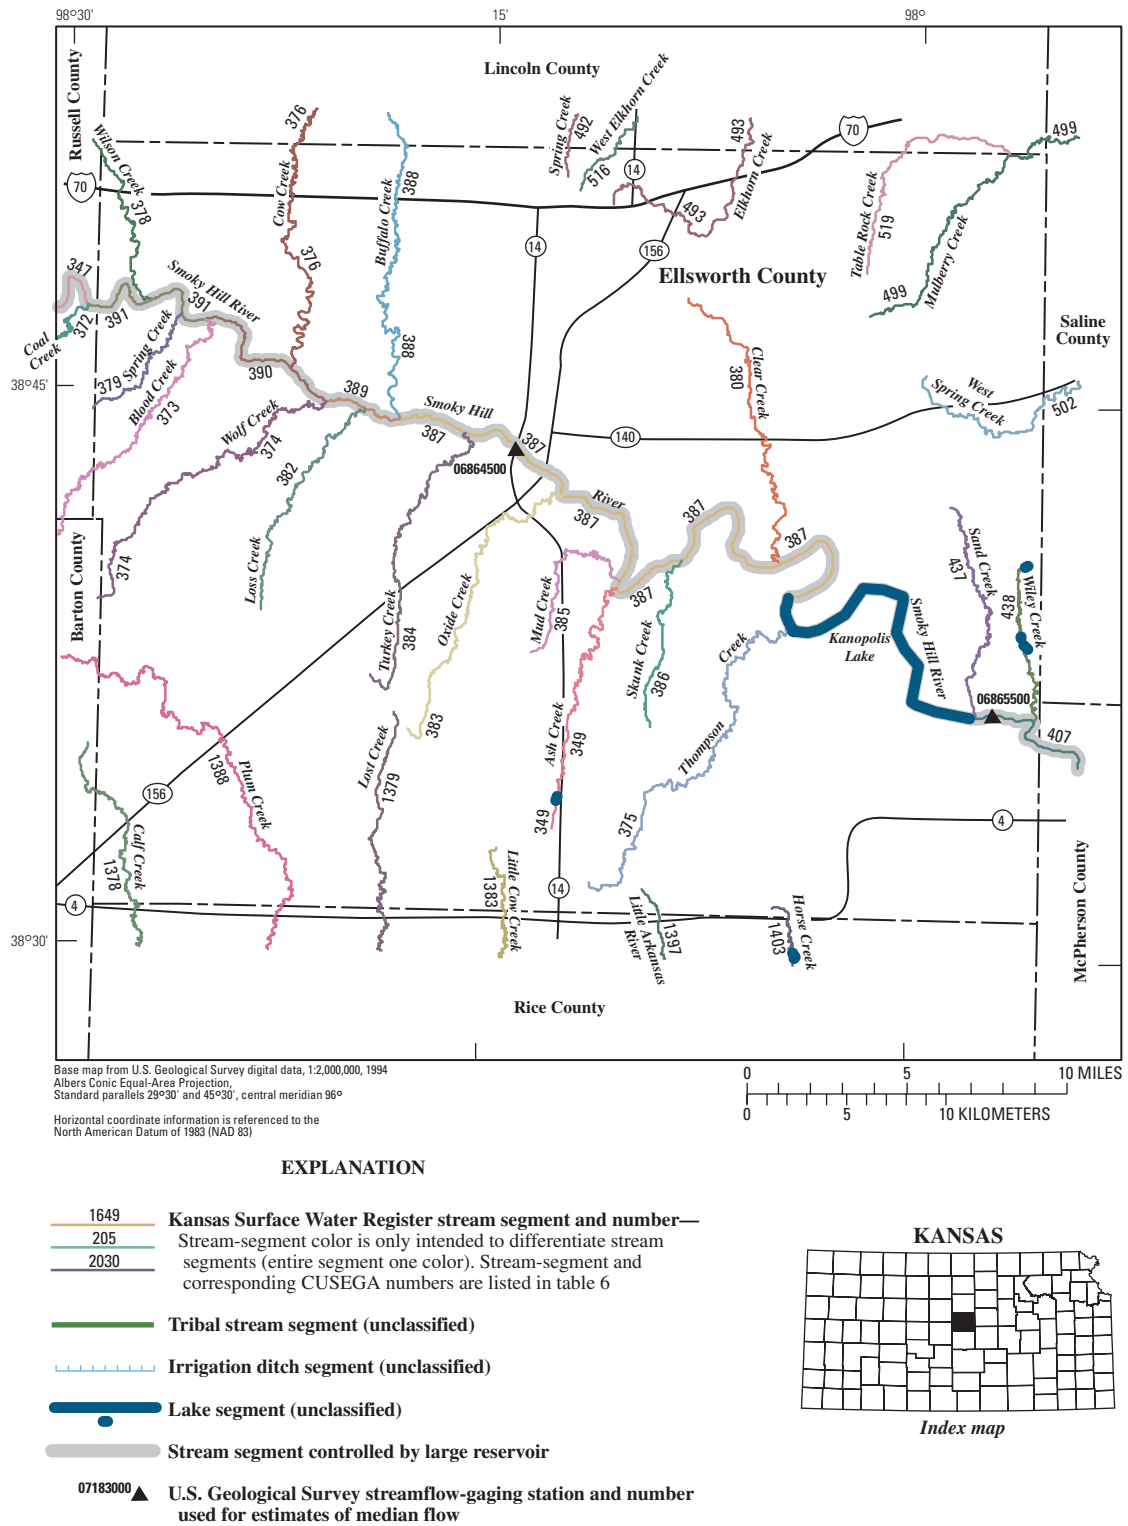 98°30'
15'
98°
Russell County
Lincoln County
Wilson Creek
378
376
Cow Creek
376
388
Buffalo Creek
388
Spring Creek
492
West Elkhorn Creek
516
14
493
Elkhorn Creek
493
70
499
Table Rock Creek
519
Mulberry Creek
499
70
14
156
Ellsworth County
Saline
County
347
Smoky Hill River
391
391
372
Coal
Creek
379
Spring Creek
Blood Creek
373
390
389
Wolf Creek
374
374
382
Loss Creek
38°45'
Smoky Hill
387
387
06864500
River
387
387
387
387
Clear Creek
380
140
West
Spring Creek
502
Barton County
Turkey Creek
384
Oxide Creek
383
Mud Creek
385
Skunk Creek
386
Creek
Thompson
375
Kanopolis
Lake
Smoky Hill River
Sand Creek
437
438
Wiley Creek
06865500
407
Ash Creek
349
349
Lost Creek
1379
1388
Plum Creek
156
Calf Creek
1378
4
4
14
Little Cow Creek
1383
Little Arkansas
River
1397
Horse Creek
1403
38°30'
McPherson County
Rice County
Base map from U.S. Geological Survey digital data, 1:2,000,000, 1994
Albers Conic Equal-Area Projection,
Standard parallels 29°30' and 45°30', central meridian 96°
Horizontal coordinate information is referenced to the
North American Datum of 1983 (NAD 83)
0 5 10 MILES
0 5 10 KILOMETERS
EXPLANATION
1649
205
2030
Kansas Surface Water Register stream segment and number—
Stream-segment color is only intended to differentiate stream
segments (entire segment one color). Stream-segment and
corresponding CUSEGA numbers are listed in table 6
Tribal stream segment (unclassified)
Irrigation ditch segment (unclassified)
Lake segment (unclassified)
Stream segment controlled by large reservoir
07183000
U.S. Geological Survey streamflow-gaging station and number
used for estimates of median flow
KANSAS
Index map